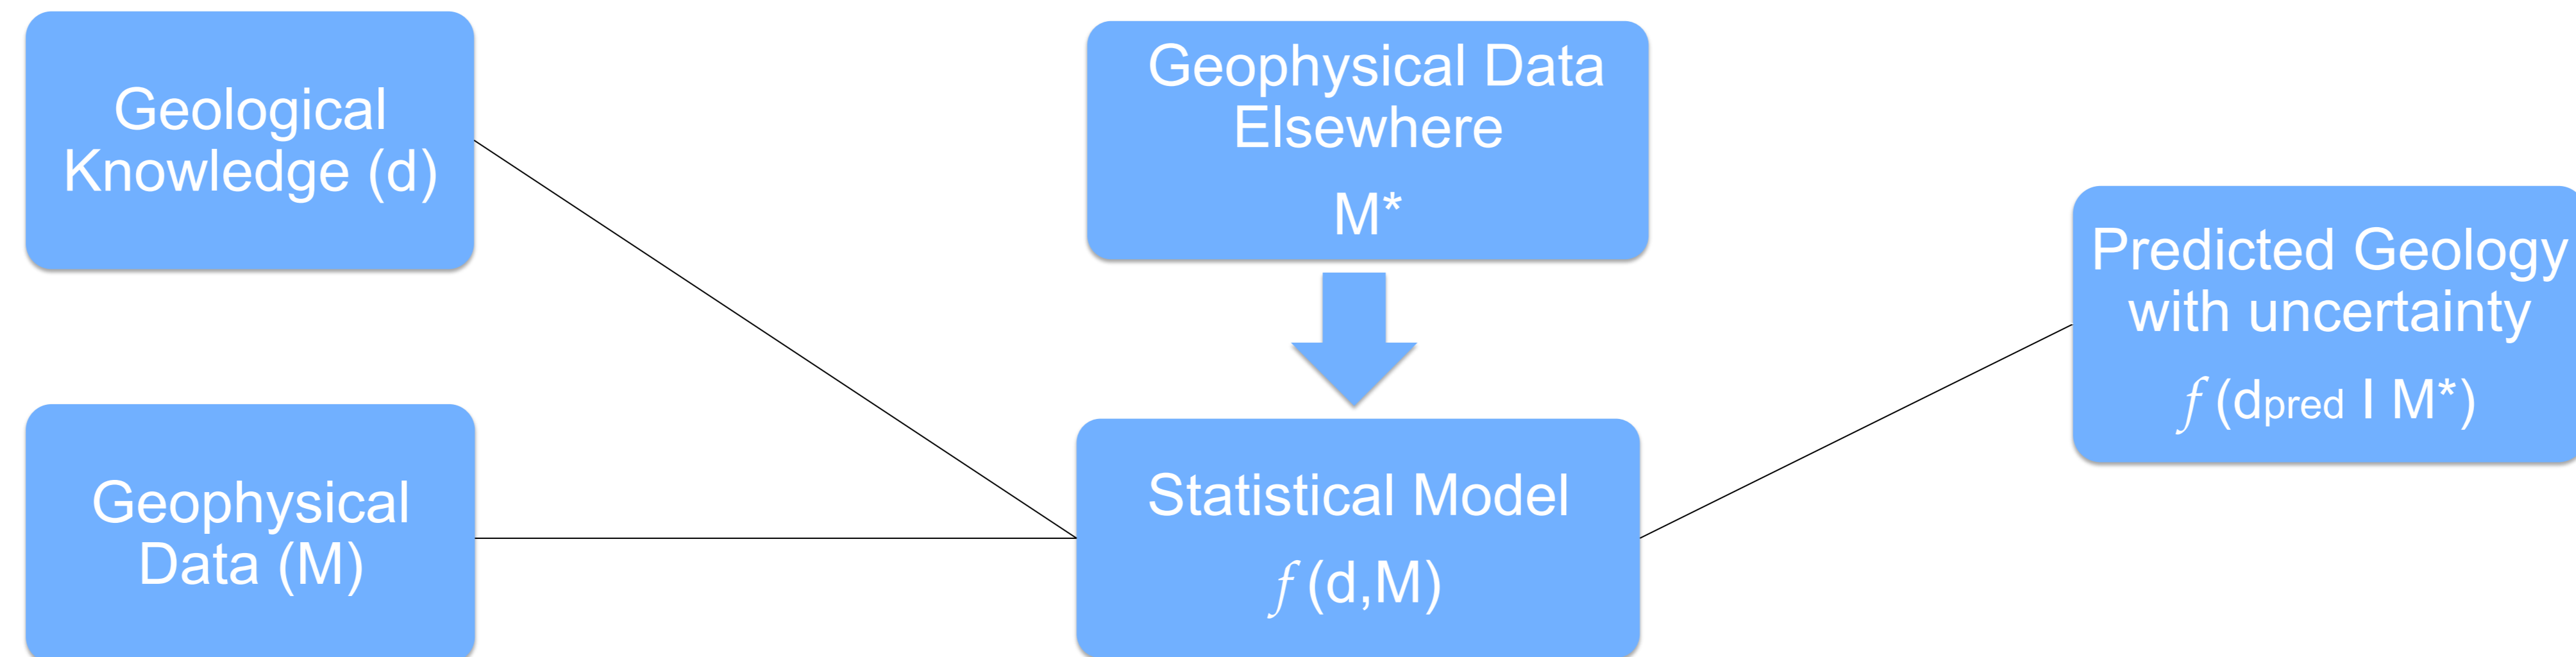 Geological
Knowledge (d)
Geophysical
Data (M)
Geophysical Data
Elsewhere
M*
Statistical Model
f (d,M)
Predicted Geology
with uncertainty
f (dpred I M*)